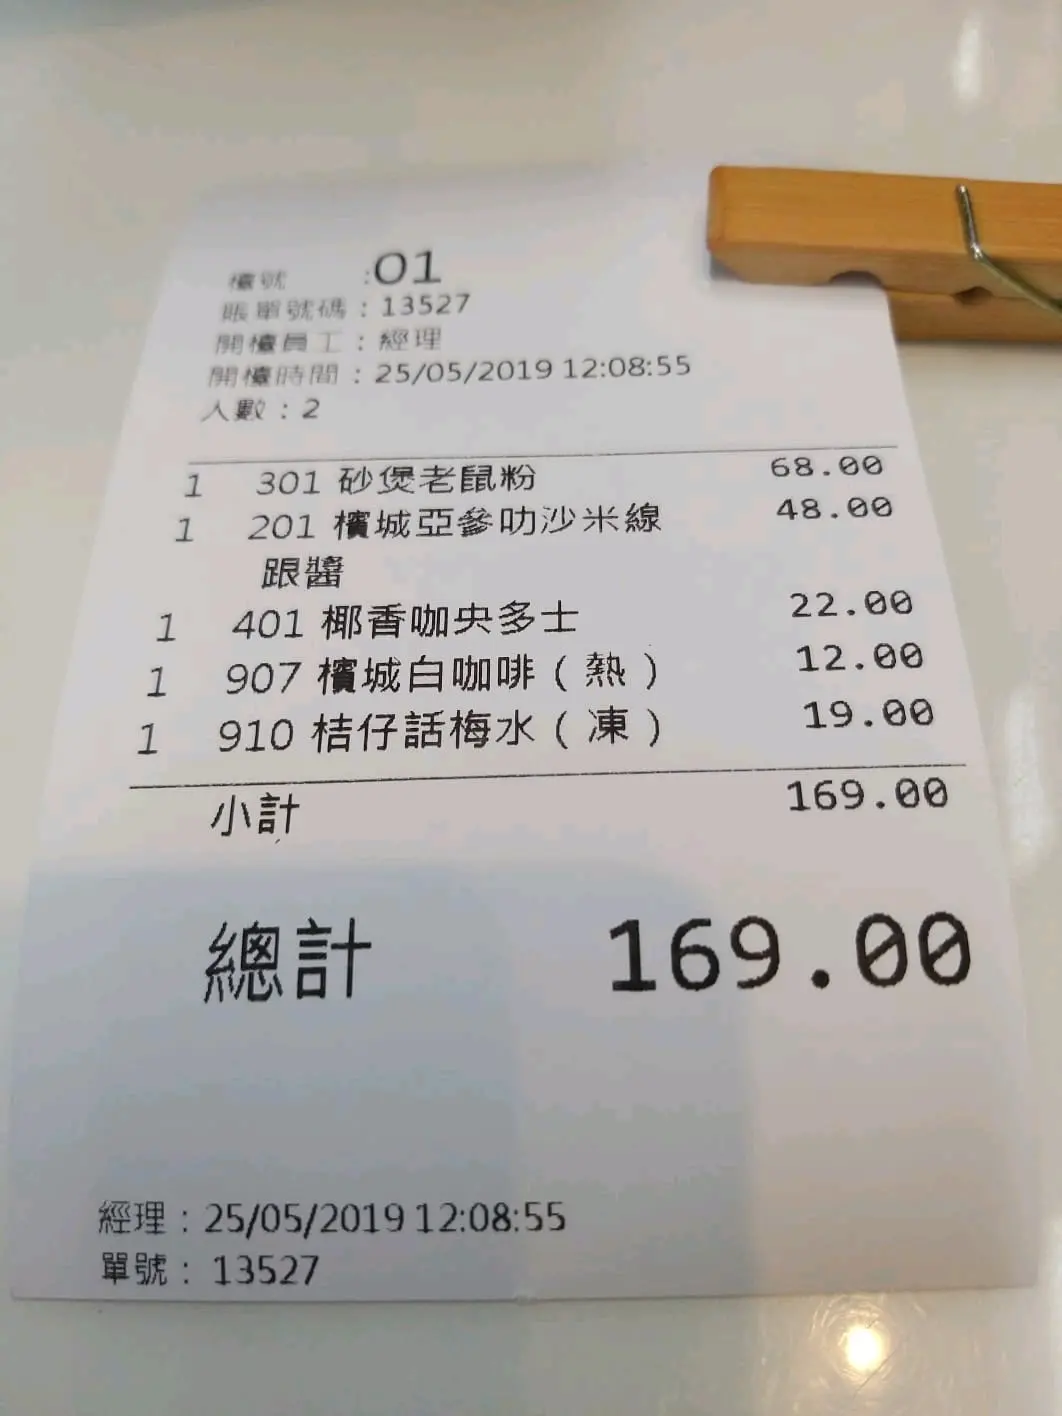 檯號 :01
賬單號碼：13527
開檯員工：經理
開檯時間：25/05/2019 12:08:55
人數：2
1 301 砂煲老鼠粉 68.00
1 201 檳城亞參叻沙米線 48.00
跟醬
1 401 椰香咖央多士 22.00
1 907 檳城白咖啡（熱） 12.00
1 910 桔仔話梅水（凍） 19.00
小計 169.00
總計 169.00
經理：25/05/2019 12:08:55
單號：13527